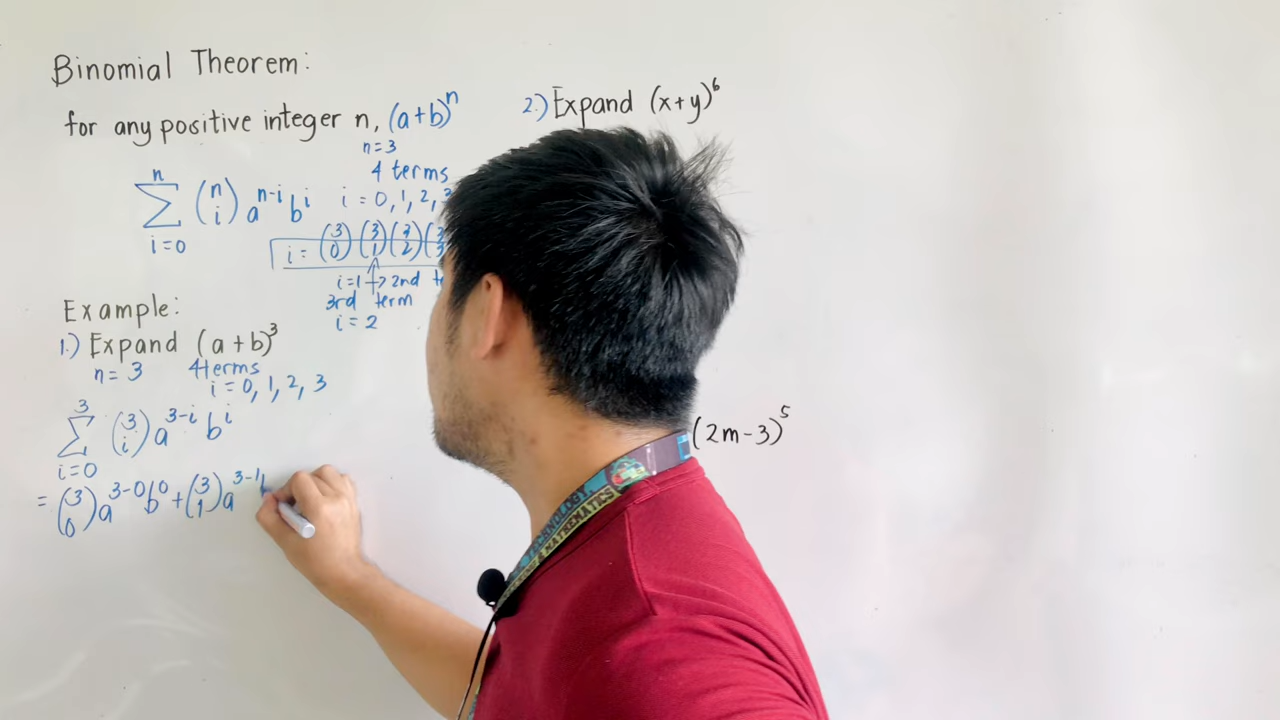 Binomial Theorem:
for any positive integer n, (a+b)^n
n=3
4 terms
∑_{i=0}^{n} (n i) a^{n-i} b^i
i = 0, 1, 2,
i = (3 0) (3 1) (3 2) (3 3
i=1 → 2nd
3rd term
i = 2
Example:
1.) Expand (a+b)^3
n = 3
4 terms
i = 0, 1, 2, 3
∑_{i=0}^{3} (3 i) a^{3-i} b^i
= (3 0) a^{3-0} b^0 + (3 1) a^{3-1}
2.) Expand (x+y)^6
(2m-3)^5
TECHNOLOGY,
& MATHEMATICS